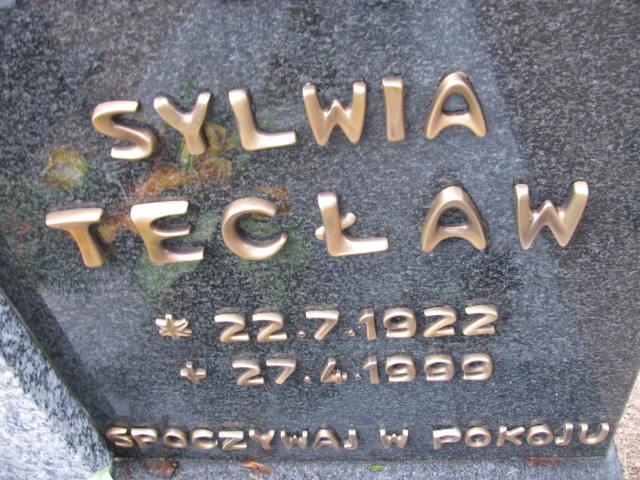 SYLWIA
TECŁAW
* 22.7.1922
+ 27.4.1999
SPOCZYWAJ W POKOJU